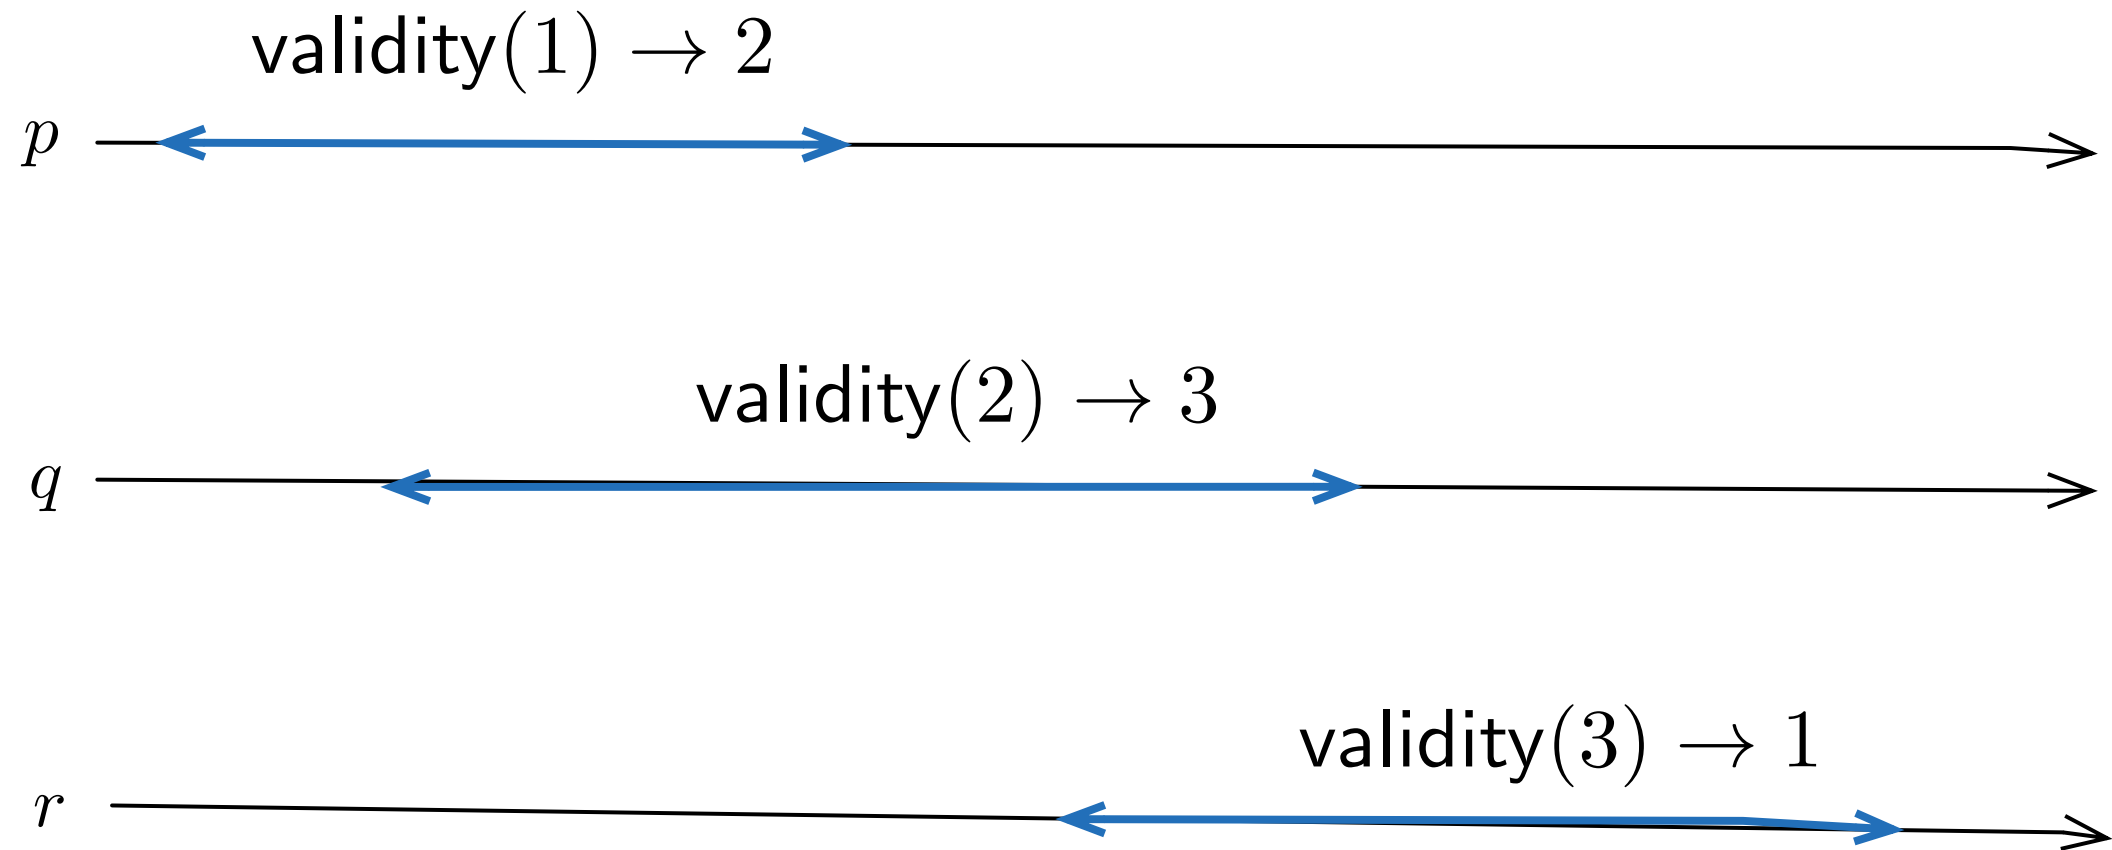 validity(1) → 2
p
validity(2) → 3
q
validity(3) → 1
r